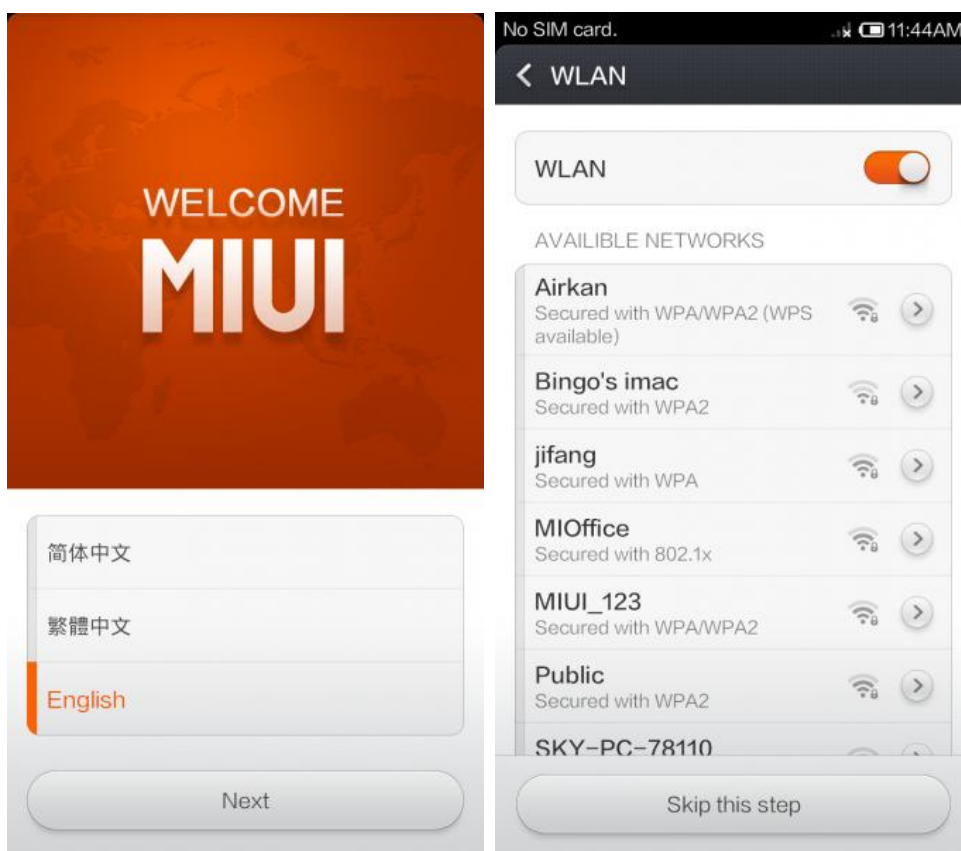 WELCOME
MIUI
简体中文
繁體中文
English
Next
No SIM card.
11:44AM
WLAN
WLAN
AVAILIBLE NETWORKS
Airkan
Secured with WPA/WPA2 (WPS
available)
Bingo's imac
Secured with WPA2
jifang
Secured with WPA
MIOffice
Secured with 802.1x
MIUI_123
Secured with WPA/WPA2
Public
Secured with WPA2
SKY-PC-78110
Skip this step